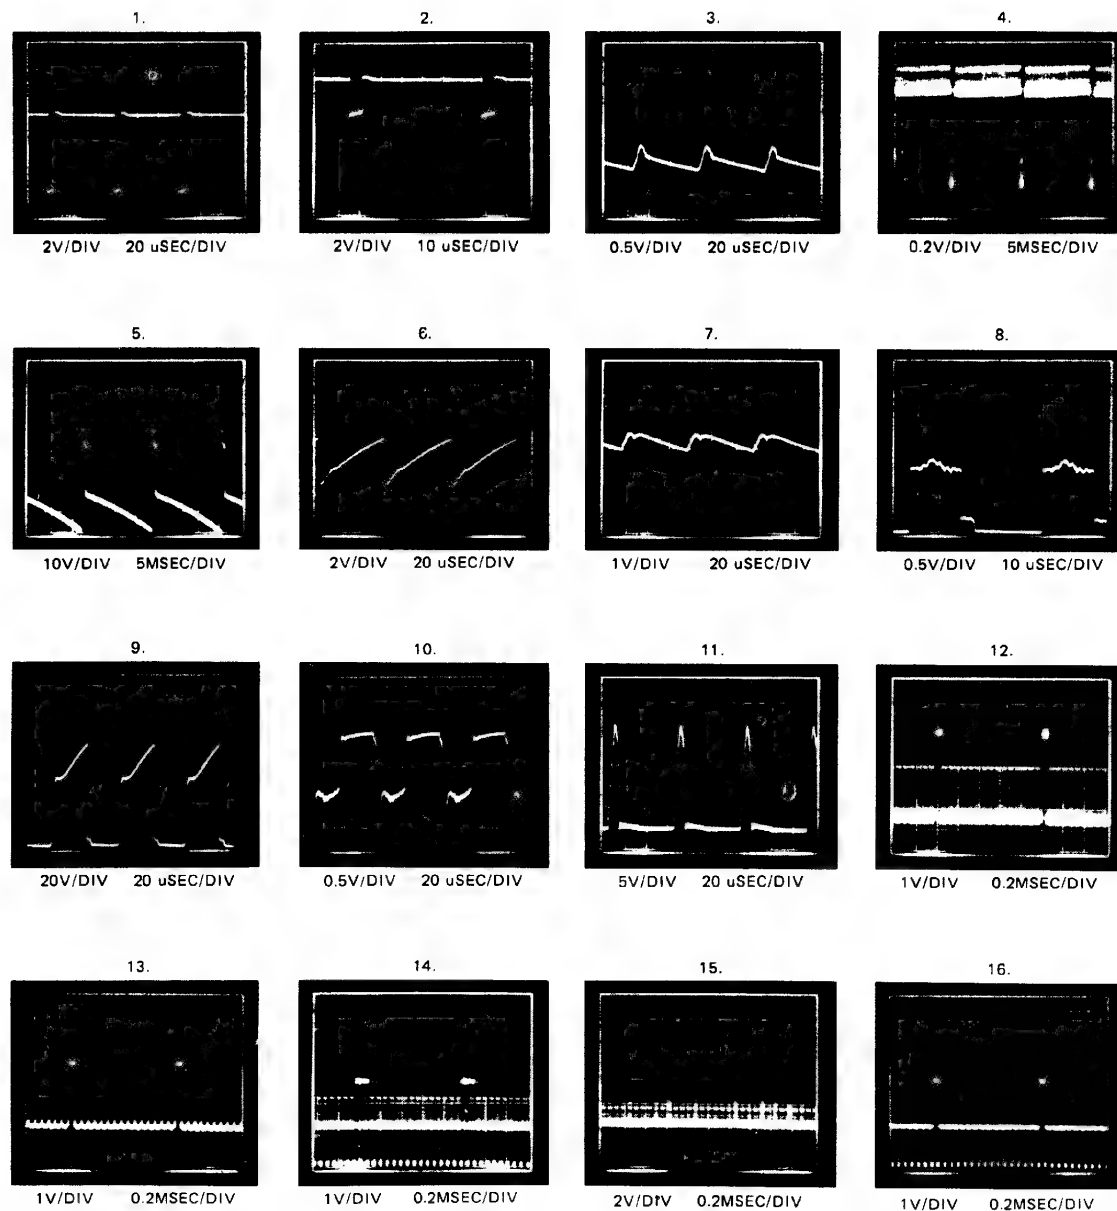 1. 2. 3. 4.
2V/DIV 20 uSEC/DIV 2V/DIV 10 uSEC/DIV 0.5V/DIV 20 uSEC/DIV 0.2V/DIV 5MSEC/DIV
5. 6. 7. 8.
10V/DIV 5MSEC/DIV 2V/DIV 20 uSEC/DIV 1V/DIV 20 uSEC/DIV 0.5V/DIV 10 uSEC/DIV
9. 10. 11. 12.
20V/DIV 20 uSEC/DIV 0.5V/DIV 20 uSEC/DIV 5V/DIV 20 uSEC/DIV 1V/DIV 0.2MSEC/DIV
13. 14. 15. 16.
1V/DIV 0.2MSEC/DIV 1V/DIV 0.2MSEC/DIV 2V/DIV 0.2MSEC/DIV 1V/DIV 0.2MSEC/DIV